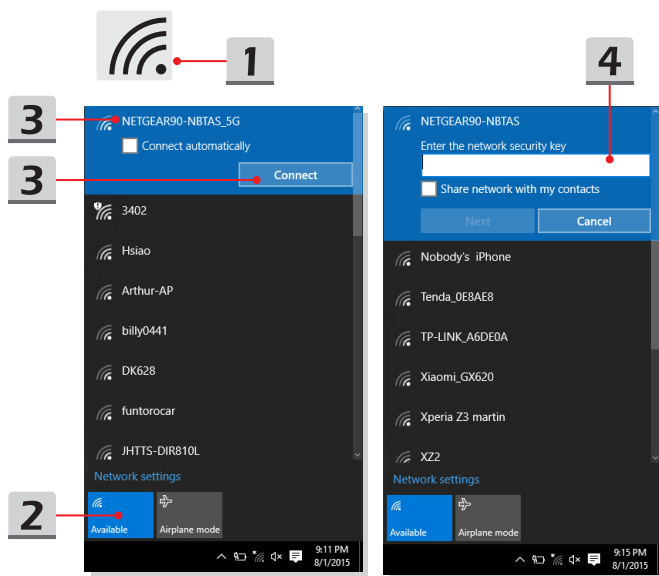 1
4
3
NETGEAR90-NBTAS_5G
Connect automatically
3
Connect
3402
Hsiao
Arthur-AP
billy0441
DK628
funtorocar
JHTTS-DIR810L
Network settings
2
Available
Airplane mode
9:11 PM
8/1/2015
NETGEAR90-NBTAS
Enter the network security key
Share network with my contacts
Next
Cancel
Nobody's iPhone
Tenda_0E8AE8
TP-LINK_A6DE0A
Xiaomi_GX620
Xperia Z3 martin
XZ2
Network settings
Available
Airplane mode
9:15 PM
8/1/2015